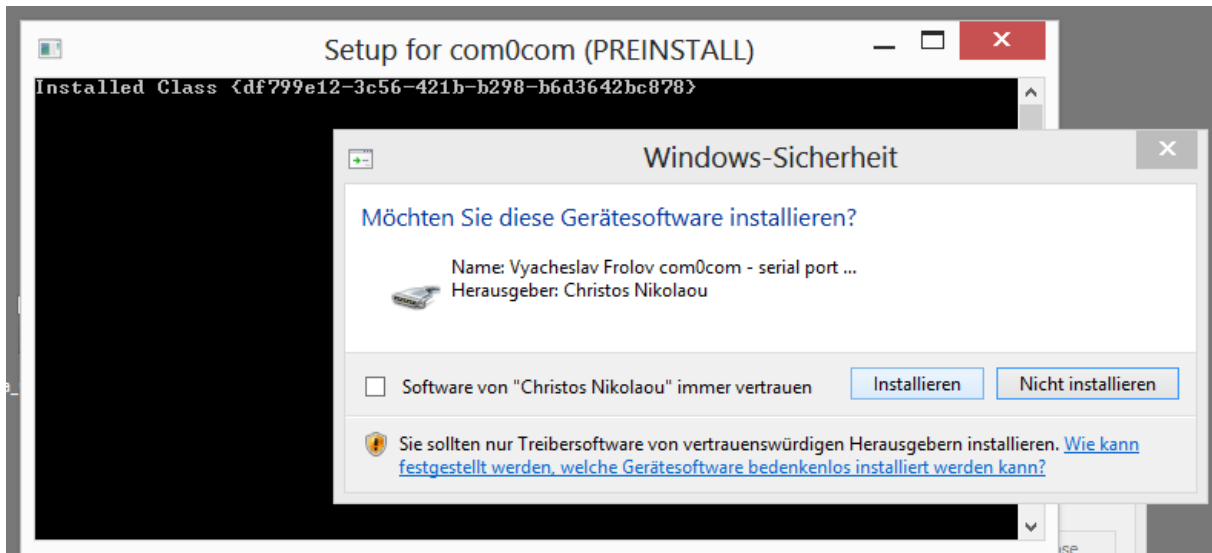 Setup for com0com (PREINSTALL)
Installed Class {df799e12-3c56-421b-b298-b6d3642bc878}
Windows-Sicherheit
Möchten Sie diese Gerätesoftware installieren?
Name: Vyacheslav Frolov com0com - serial port ...
Herausgeber: Christos Nikolaou
Software von "Christos Nikolaou" immer vertrauen
Installieren
Nicht installieren
Sie sollten nur Treibersoftware von vertrauenswürdigen Herausgebern installieren. Wie kann
festgestellt werden, welche Gerätesoftware bedenkenlos installiert werden kann?